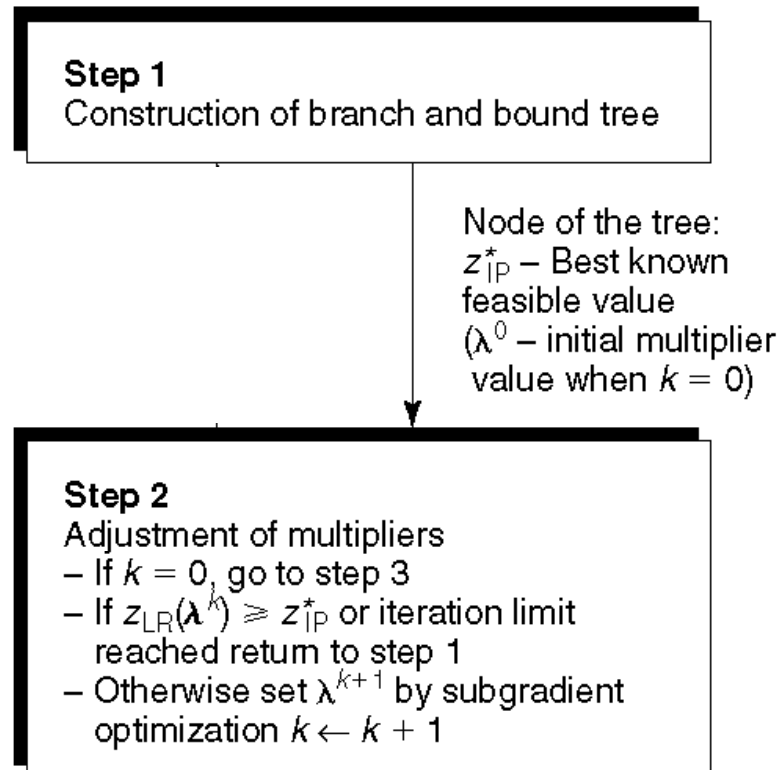 Step 1
Construction of branch and bound tree
Node of the tree:
z*IP – Best known
feasible value
(λ⁰ – initial multiplier
value when k = 0)
Step 2
Adjustment of multipliers
– If k = 0, go to step 3
– If zLR(λᵏ) ⩾ z*IP or iteration limit
reached return to step 1
– Otherwise set λᵏ⁺¹ by subgradient
optimization k ← k + 1